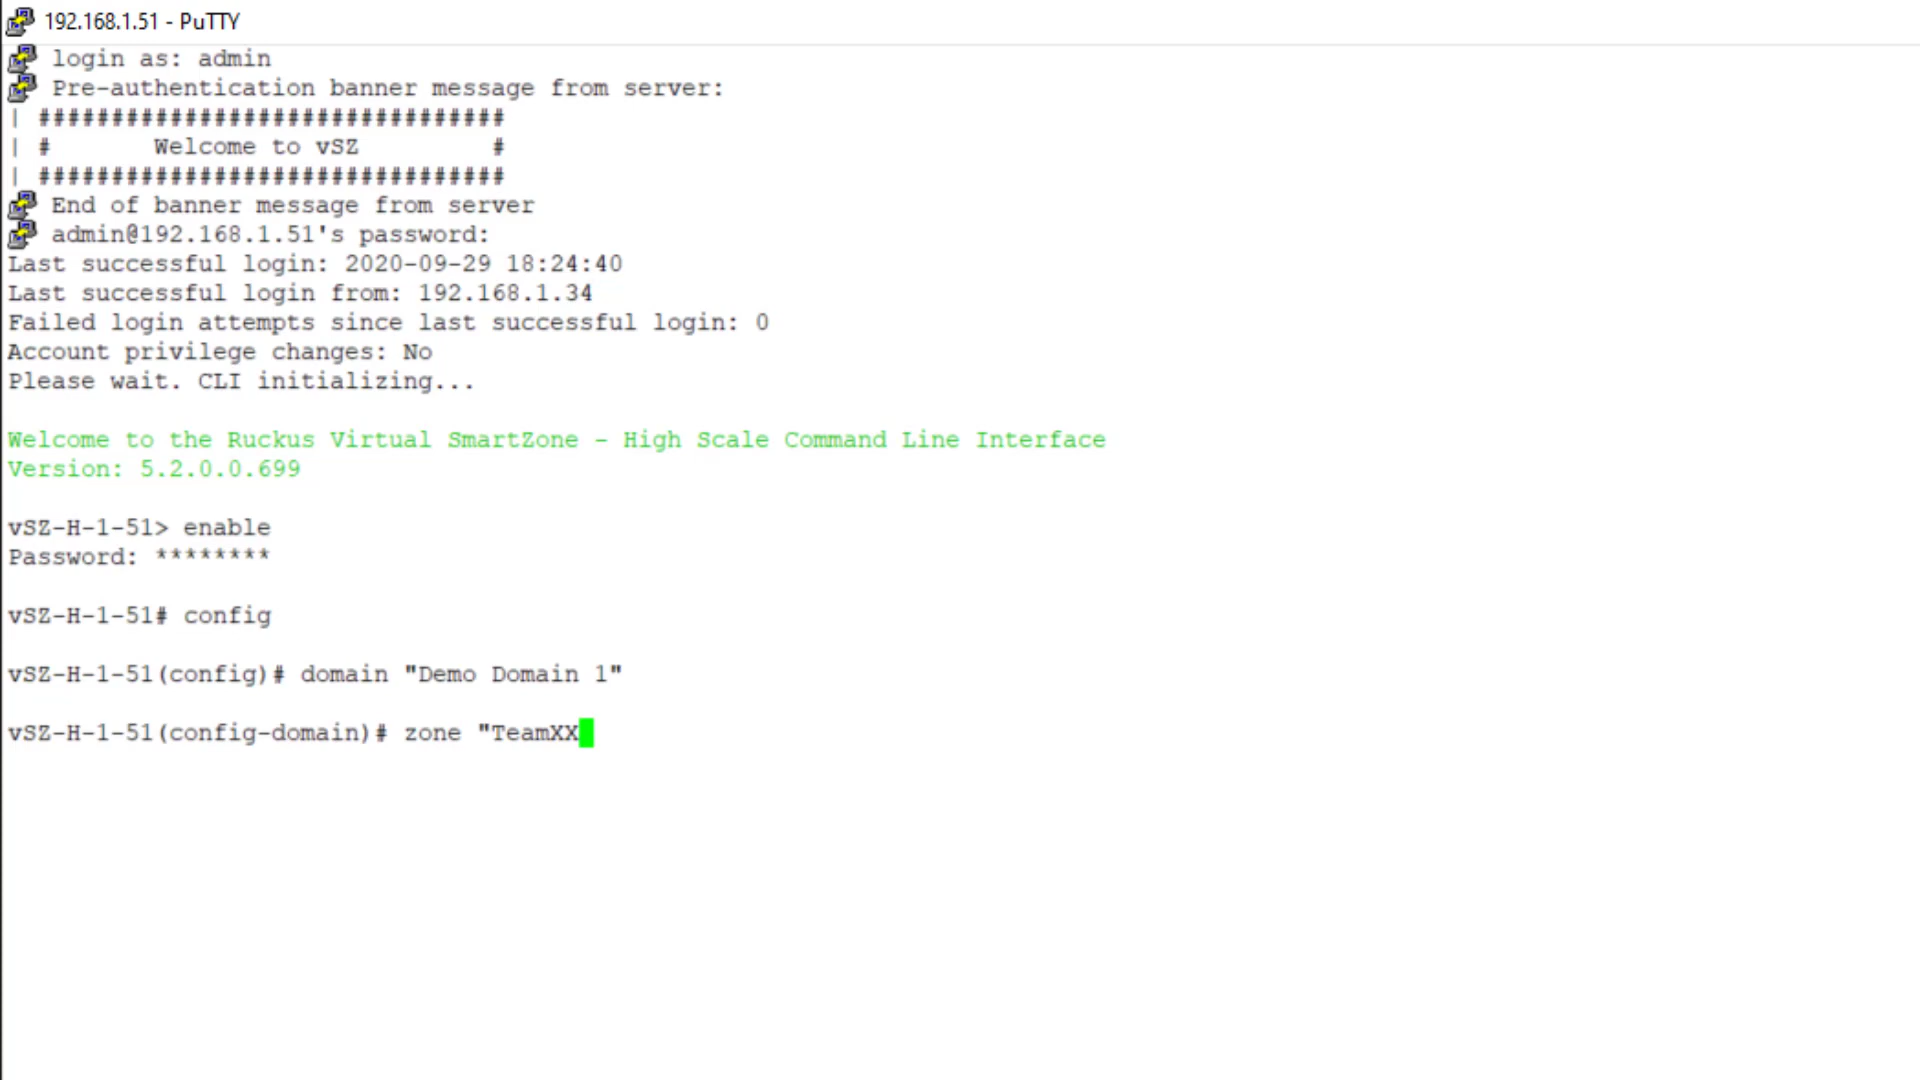 192.168.1.51 - PuTTY
login as: admin
Pre-authentication banner message from server:
| ################################
| #       Welcome to vSZ         #
| ################################
End of banner message from server
admin@192.168.1.51's password:
Last successful login: 2020-09-29 18:24:40
Last successful login from: 192.168.1.34
Failed login attempts since last successful login: 0
Account privilege changes: No
Please wait. CLI initializing...
Welcome to the Ruckus Virtual SmartZone - High Scale Command Line Interface
Version: 5.2.0.0.699
vSZ-H-1-51> enable
Password: ********
vSZ-H-1-51# config
vSZ-H-1-51(config)# domain "Demo Domain 1"
vSZ-H-1-51(config-domain)# zone "TeamXX